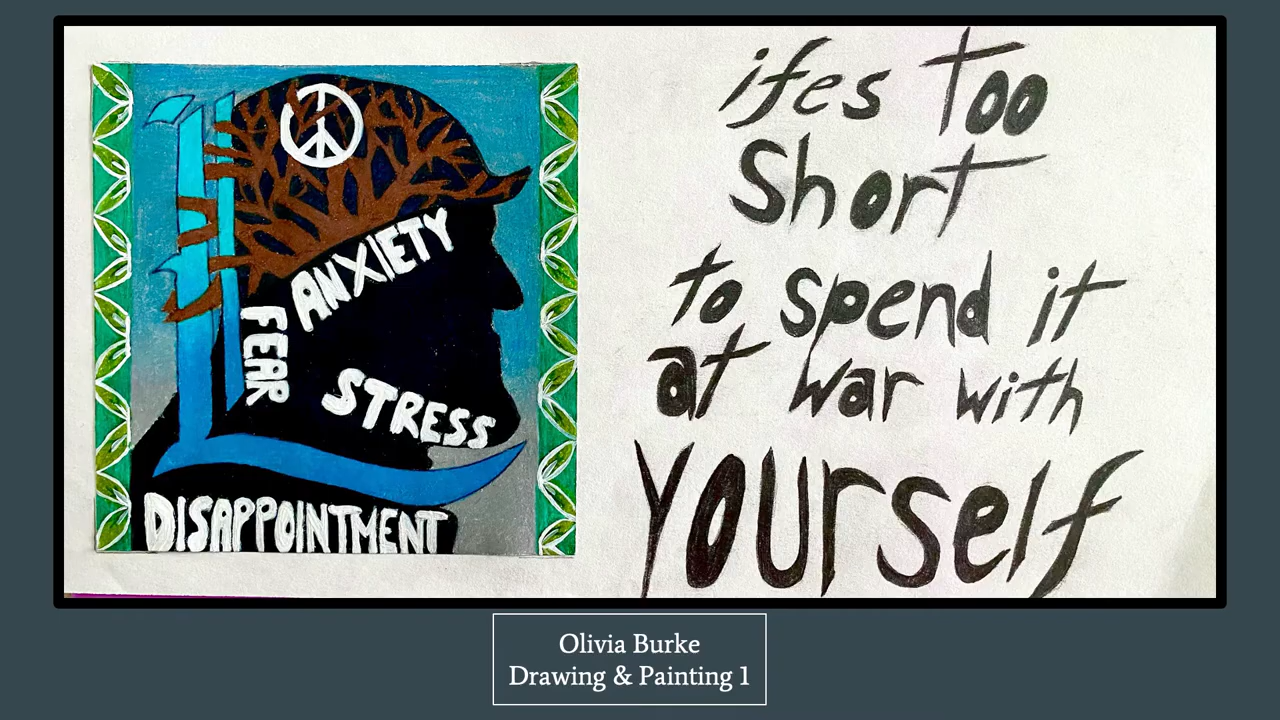 L
ANXIETY
FEAR
STRESS
DISAPPOINTMENT
ifes Too
Short
to spend it
at war with
Yourself
Olivia Burke
Drawing & Painting 1